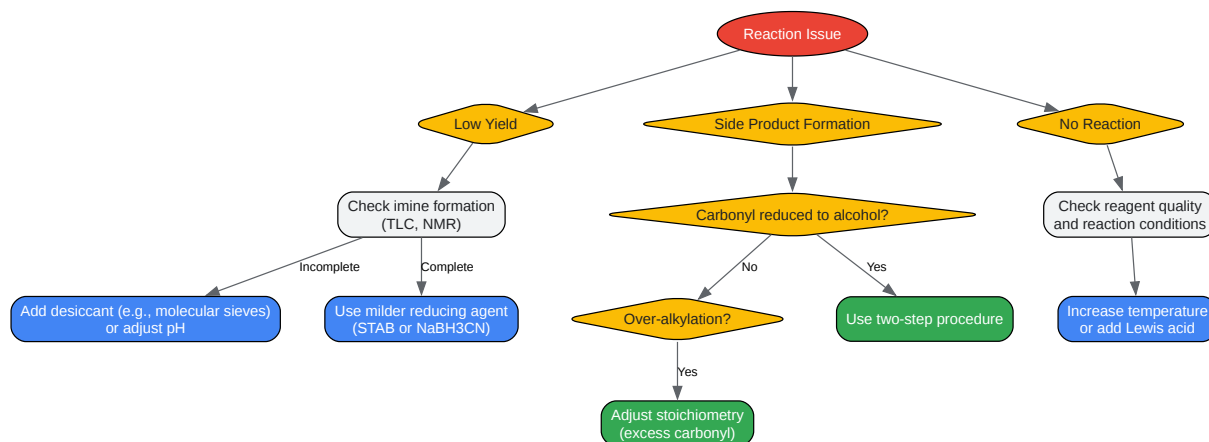 Reaction Issue
Low Yield
Side Product Formation
No Reaction
Check imine formation
(TLC, NMR)
Carbonyl reduced to alcohol?
Check reagent quality
and reaction conditions
Incomplete
Complete
No
Yes
Add desiccant (e.g., molecular sieves)
or adjust pH
Use milder reducing agent
(STAB or NaBH3CN)
Over-alkylation?
Use two-step procedure
Increase temperature
or add Lewis acid
Yes
Adjust stoichiometry
(excess carbonyl)